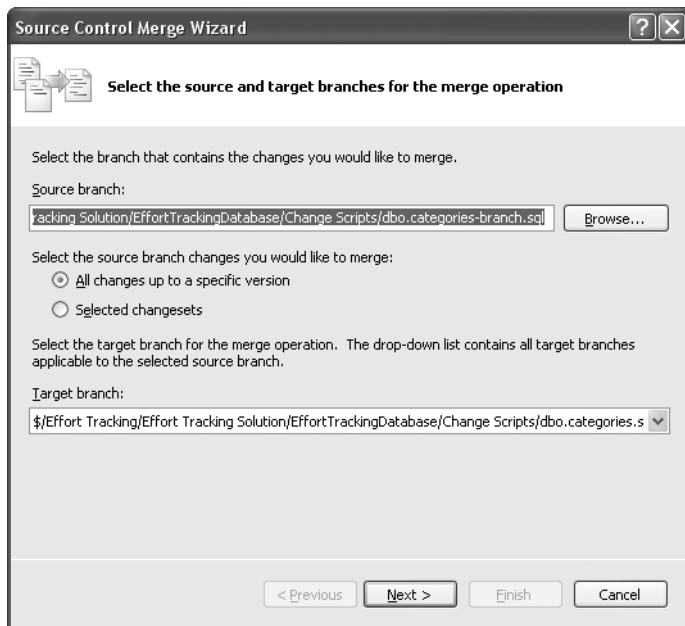 Source Control Merge Wizard
Select the source and target branches for the merge operation
Select the branch that contains the changes you would like to merge.
Source branch:
racking Solution/EffortTrackingDatabase/Change Scripts/dbo.categories-branch.sql
Browse...
Select the source branch changes you would like to merge:
All changes up to a specific version
Selected changesets
Select the target branch for the merge operation.  The drop-down list contains all target branches
applicable to the selected source branch.
Target branch:
$/Effort Tracking/Effort Tracking Solution/EffortTrackingDatabase/Change Scripts/dbo.categories.s
< Previous
Next >
Finish
Cancel